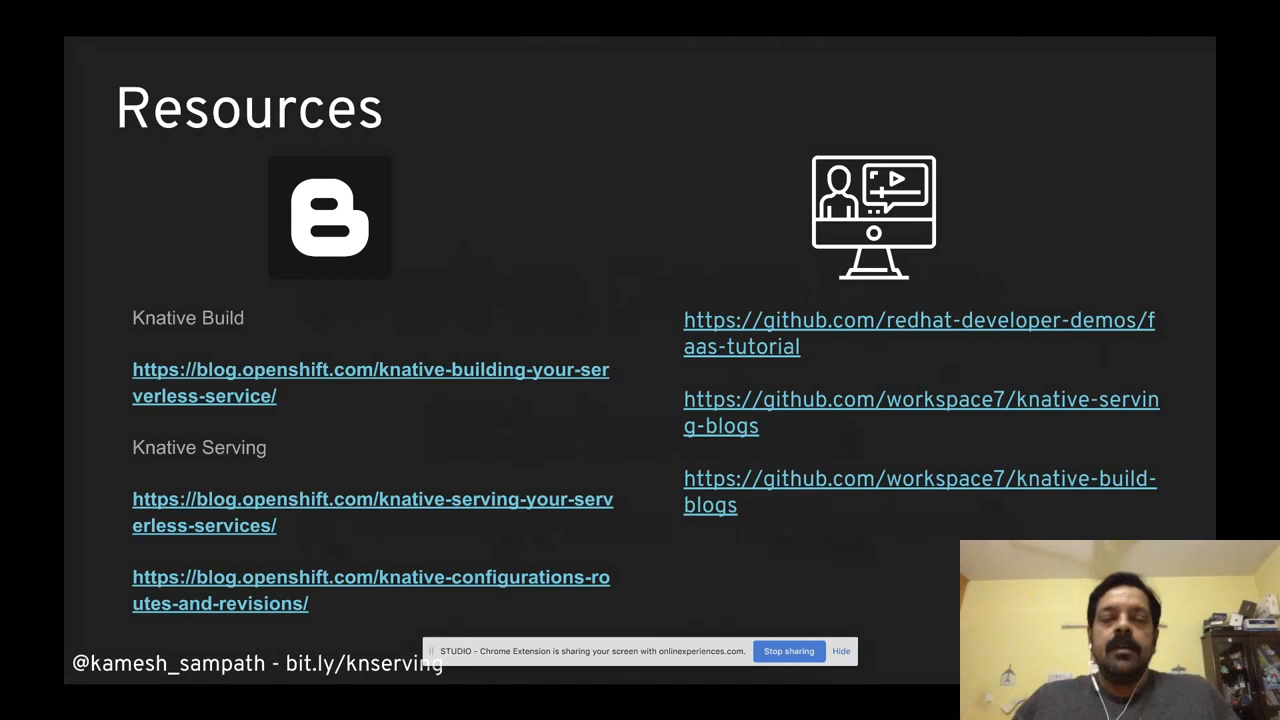 Resources
Knative Build
https://blog.openshift.com/knative-building-your-ser
verless-service/
Knative Serving
https://blog.openshift.com/knative-serving-your-serv
erless-services/
https://blog.openshift.com/knative-configurations-ro
utes-and-revisions/
https://github.com/redhat-developer-demos/f
aas-tutorial
https://github.com/workspace7/knative-servin
g-blogs
https://github.com/workspace7/knative-build-
blogs
@kamesh_sampath - bit.ly/knserving
STUDIO - Chrome Extension is sharing your screen with onlinexperiences.com. Stop sharing Hide